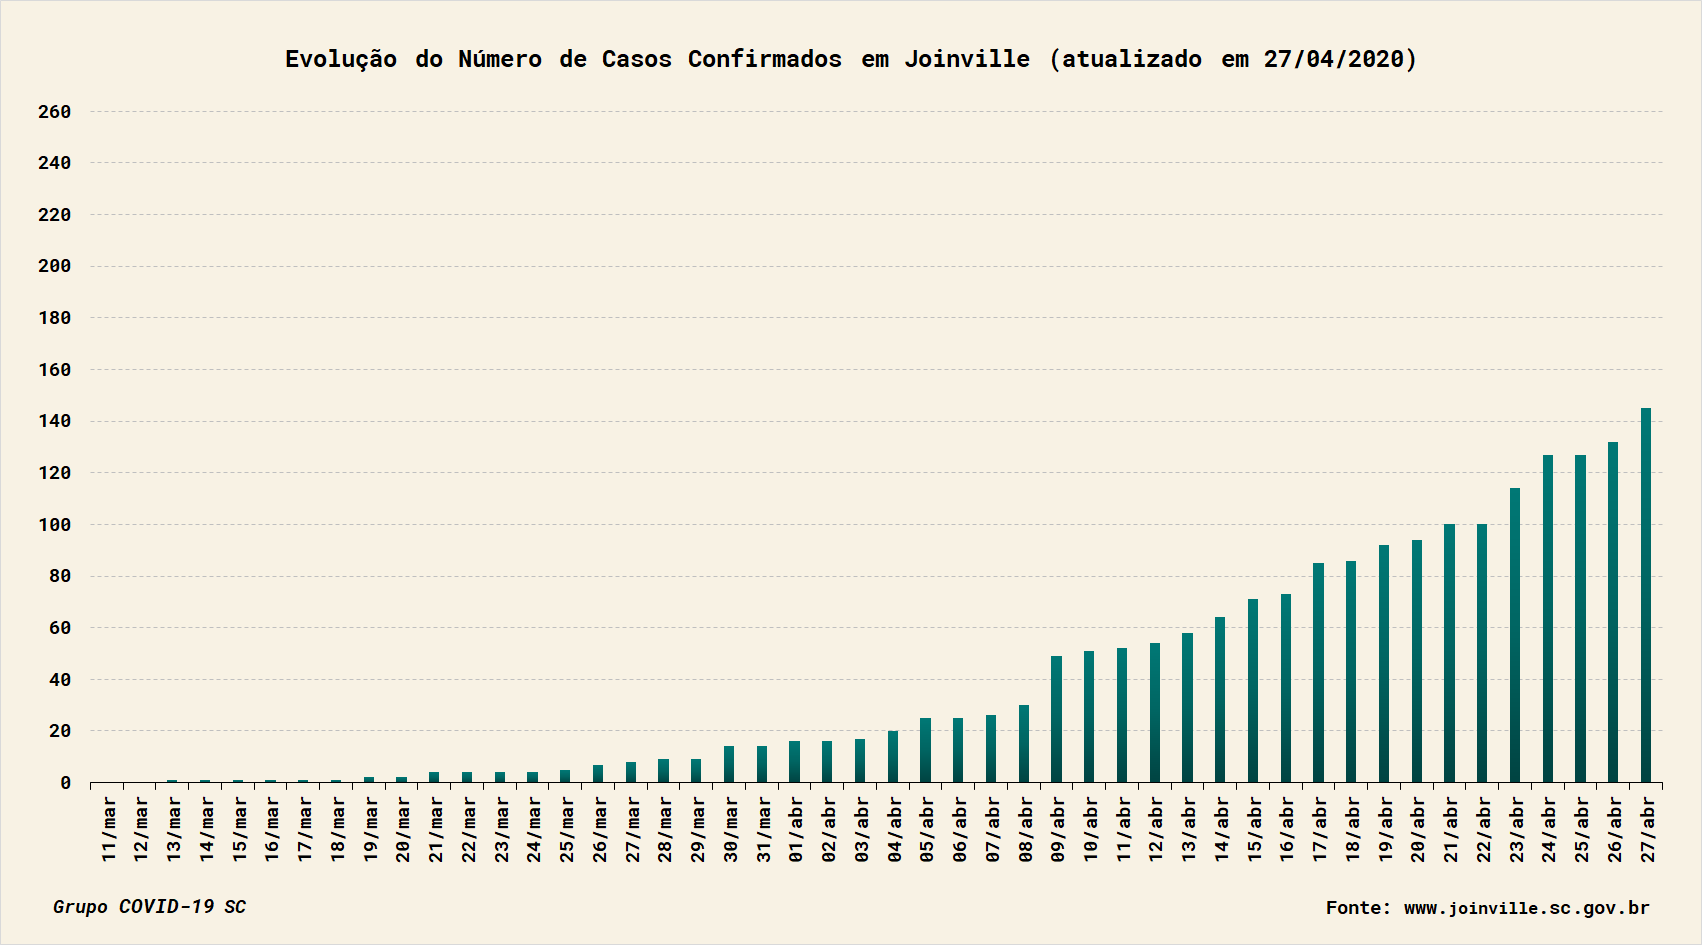 Evolução do Número de Casos Confirmados em Joinville (atualizado em 27/04/2020)
260
240
220
200
180
160
140
120
100
80
60
40
20
0
11/mar
12/mar
13/mar
14/mar
15/mar
16/mar
17/mar
18/mar
19/mar
20/mar
21/mar
22/mar
23/mar
24/mar
25/mar
26/mar
27/mar
28/mar
29/mar
30/mar
31/mar
01/abr
02/abr
03/abr
04/abr
05/abr
06/abr
07/abr
08/abr
09/abr
10/abr
11/abr
12/abr
13/abr
14/abr
15/abr
16/abr
17/abr
18/abr
19/abr
20/abr
21/abr
22/abr
23/abr
24/abr
25/abr
26/abr
27/abr
Grupo COVID-19 SC
Fonte: www.joinville.sc.gov.br